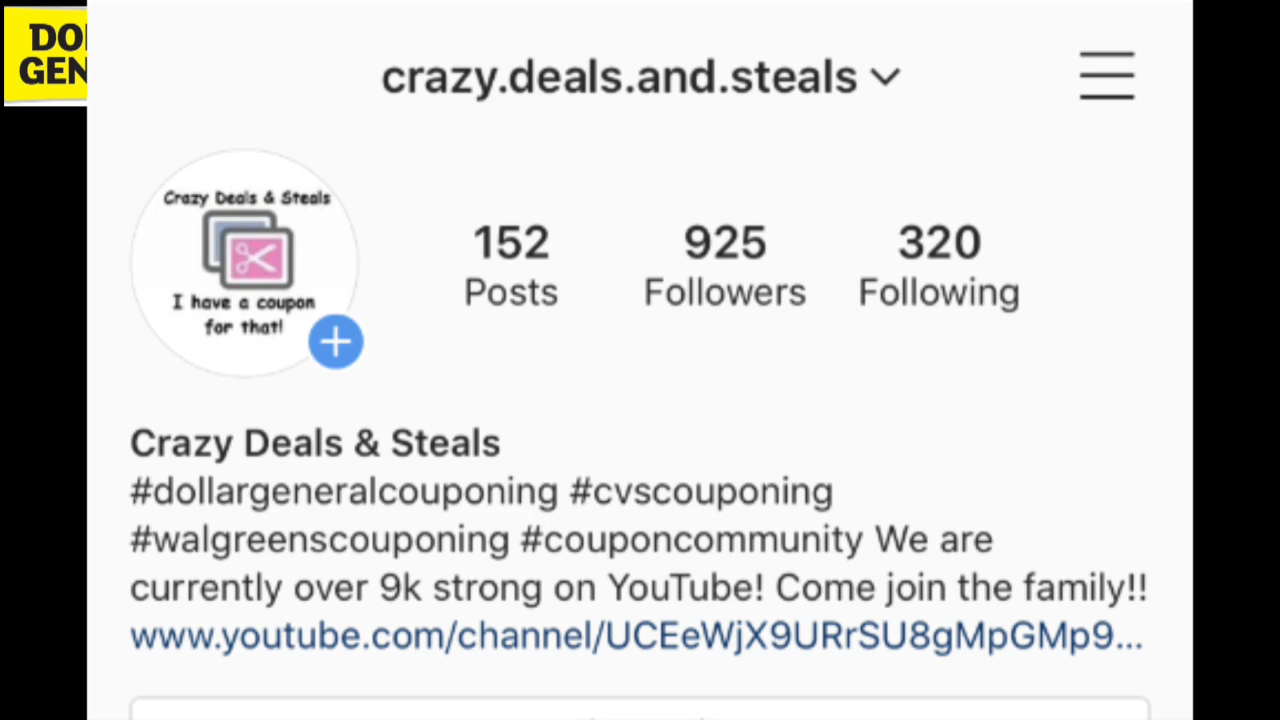 DOL
GEN
crazy.deals.and.steals
Crazy Deals & Steals
I have a coupon
for that!
152
Posts
925
Followers
320
Following
Crazy Deals & Steals
#dollargeneralcouponing #cvscouponing
#walgreenscouponing #couponcommunity We are
currently over 9k strong on YouTube! Come join the family!!
www.youtube.com/channel/UCEeWjX9URrSU8gMpGMp9...